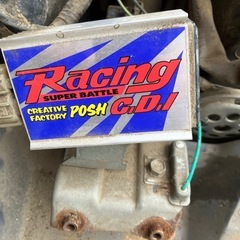 Racing
SUPER BATTLE
CREATIVE FACTORY POSH C.D.I